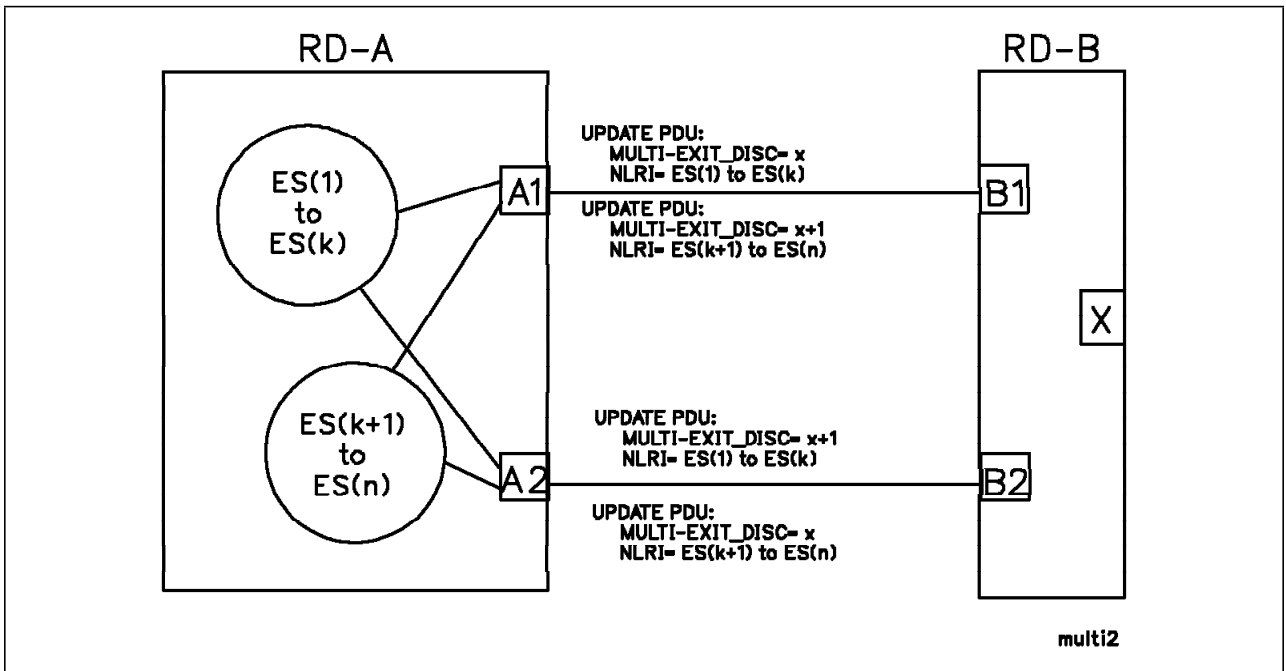 RD-A
RD-B
UPDATE PDU:
MULTI-EXIT_DISC= x
NLRI= ES(1) to ES(k)
ES(1)
to
ES(k)
A1
B1
UPDATE PDU:
MULTI-EXIT_DISC= x+1
NLRI= ES(k+1) to ES(n)
X
ES(k+1)
to
ES(n)
UPDATE PDU:
MULTI-EXIT_DISC= x+1
NLRI= ES(1) to ES(k)
A2
B2
UPDATE PDU:
MULTI-EXIT_DISC= x
NLRI= ES(k+1) to ES(n)
multi2